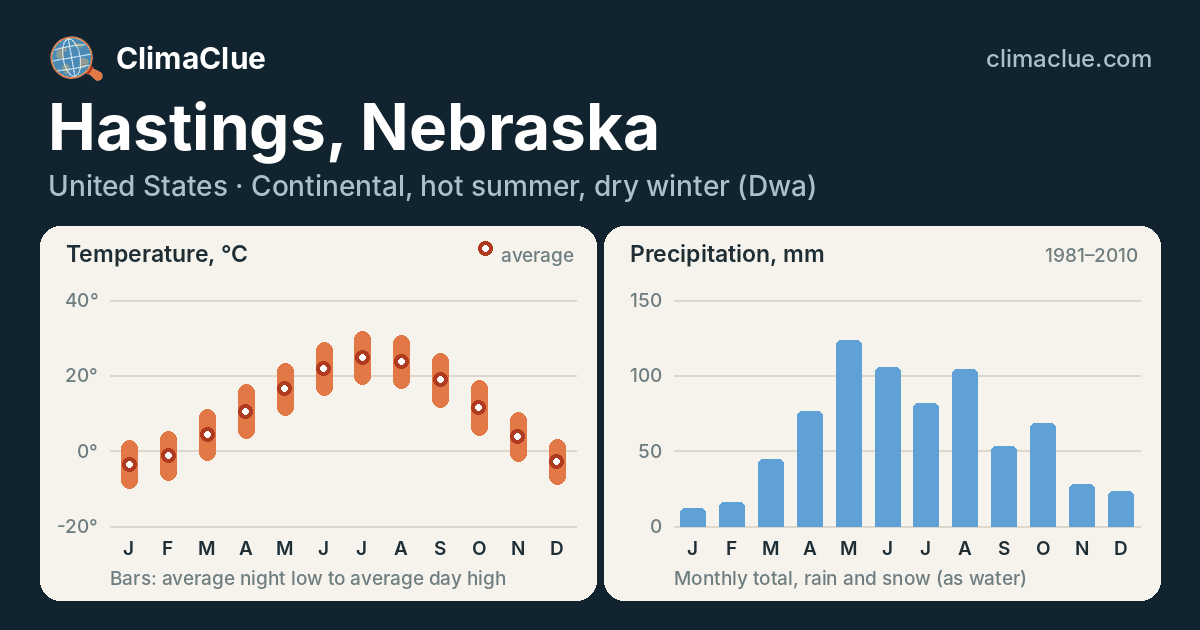 ClimaClue
climaclue.com
Hastings, Nebraska
United States · Continental, hot summer, dry winter (Dwa)
Temperature, °C
average
40°
20°
0°
-20°
J F M A M J J A S O N D
Bars: average night low to average day high
Precipitation, mm
1981–2010
150
100
50
0
J F M A M J J A S O N D
Monthly total, rain and snow (as water)